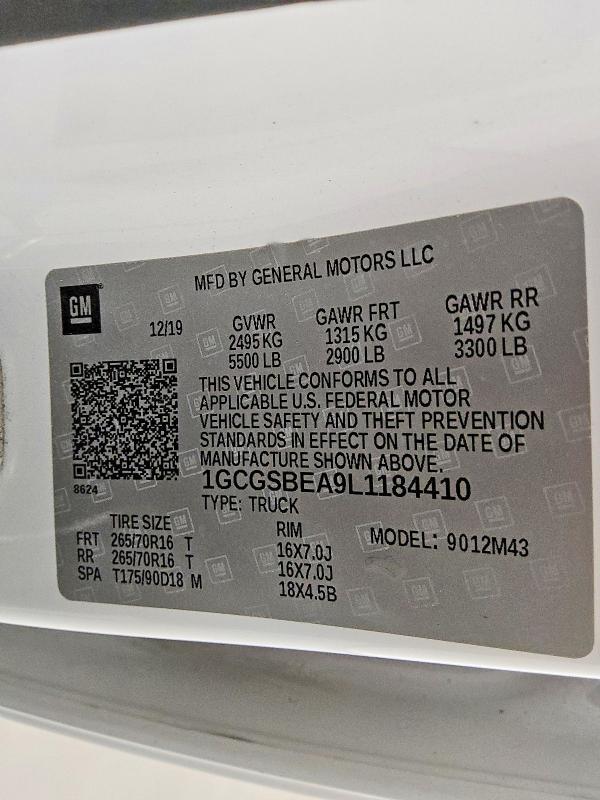 MFD BY GENERAL MOTORS LLC
GM
12/19
GVWR GAWR FRT GAWR RR
2495 KG 1315 KG 1497 KG
5500 LB 2900 LB 3300 LB
THIS VEHICLE CONFORMS TO ALL
APPLICABLE U.S. FEDERAL MOTOR
VEHICLE SAFETY AND THEFT PREVENTION
STANDARDS IN EFFECT ON THE DATE OF
MANUFACTURE SHOWN ABOVE.
8624
1GCGSBEA9L1184410
TYPE: TRUCK
TIRE SIZE RIM MODEL: 9012M43
FRT 265/70R16 T 16X7.0J
RR 265/70R16 T 16X7.0J
SPA T175/90D18 M 18X4.5B